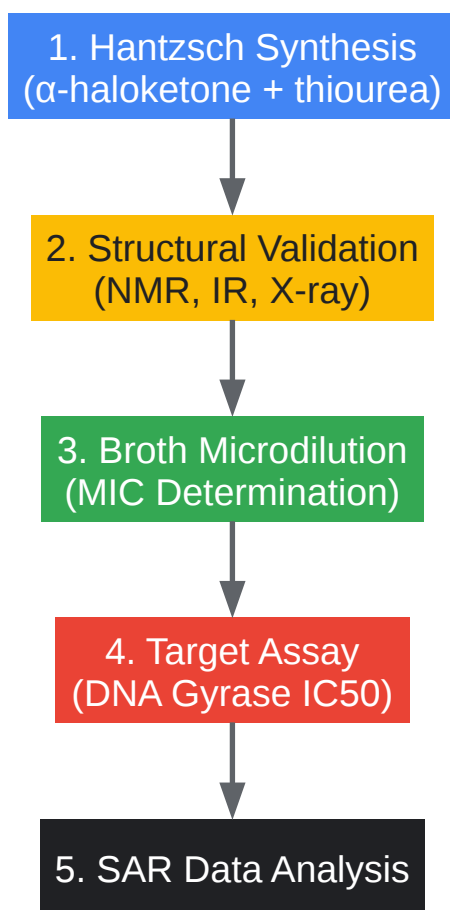 1. Hantzsch Synthesis
(α-haloketone + thiourea)
2. Structural Validation
(NMR, IR, X-ray)
3. Broth Microdilution
(MIC Determination)
4. Target Assay
(DNA Gyrase IC50)
5. SAR Data Analysis